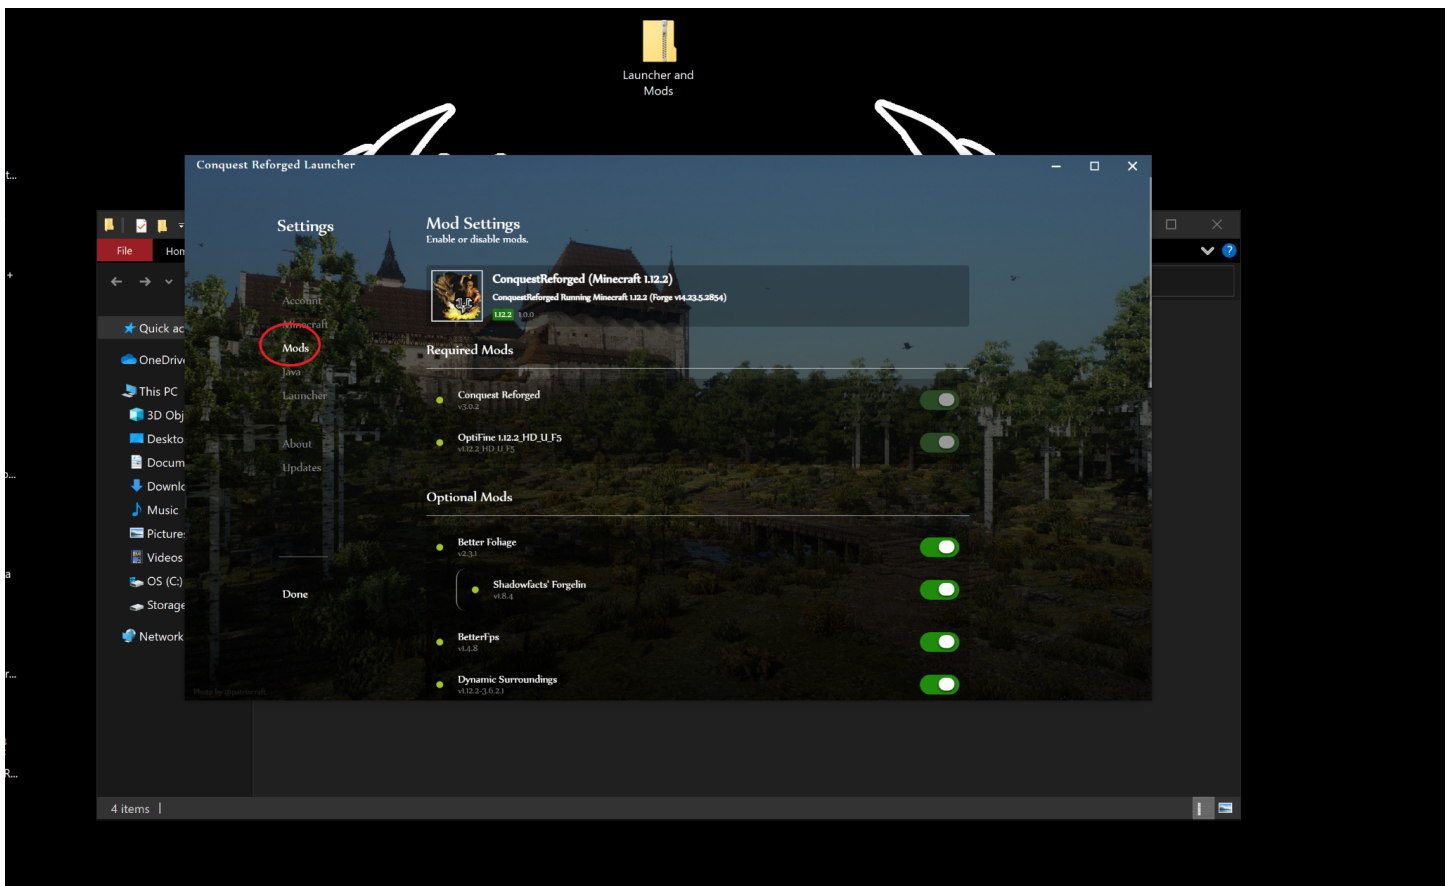 Launcher and
Mods
t...
Conquest Reforged Launcher
Settings
Mod Settings
Enable or disable mods.
File
Hom
+
ConquestReforged (Minecraft 1.12.2)
ConquestReforged Running Minecraft 1.12.2 (Forge v14.23.5.2854)
1.12.2 1.0.0
Account
Minecraft
Mods
Java
Launcher
About
Updates
Done
Required Mods
Conquest Reforged
v3.0.2
OptiFine 1.12.2_HD_U_F5
v1.12.2_HD_U_F5
Optional Mods
Better Foliage
v2.3.1
Shadowfacts' Forgelin
v1.8.4
BetterFps
v1.4.8
Dynamic Surroundings
v1.12.2-3.6.2.1
Quick ac
OneDriv
This PC
3D Obj
Deskto
Docum
Downlo
Music
Picture
Videos
OS (C:)
Storage
Network
a
r...
R...
Photo by @patriscraft
4 items